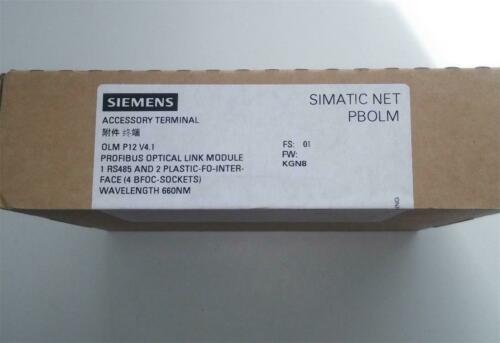 SIEMENS
ACCESSORY TERMINAL
附件 终端
OLM P12 V4.1
PROFIBUS OPTICAL LINK MODULE
1 RS485 AND 2 PLASTIC-FO-INTER-
FACE (4 BFOC-SOCKETS)
WAVELENGTH 660NM
FS: 01
FW:
KGNB
SIMATIC NET
PBOLM